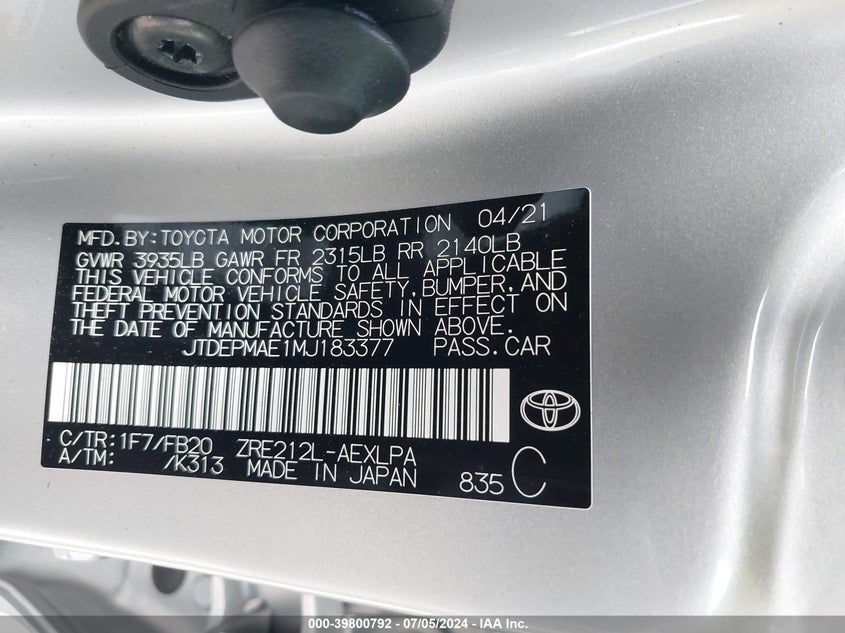 MFD.BY:TOYOTA MOTOR CORPORATION 04/21
GVWR 3935LB GAWR FR 2315LB RR 2140LB
THIS VEHICLE CONFORMS TO ALL APPLICABLE
FEDERAL MOTOR VEHICLE SAFETY,BUMPER,AND
THEFT PREVENTION STANDARDS IN EFFECT ON
THE DATE OF MANUFACTURE SHOWN ABOVE.
JTDEPMAE1MJ183377 PASS.CAR
C/TR:1F7/FB20 ZRE212L-AEXLPA
A/TM: /K313 MADE IN JAPAN 835 C
000-39800792 - 07/05/2024 - IAA Inc.